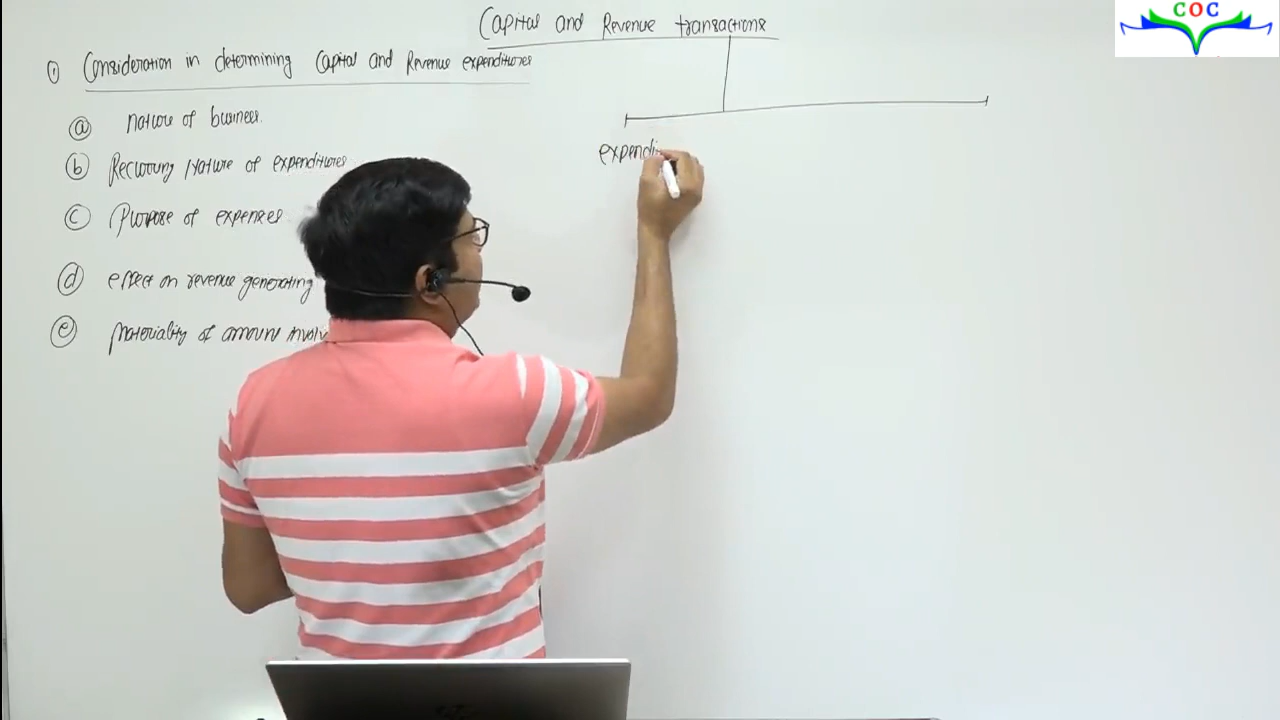 COC
Capital and Revenue transactions
① Consideration in determining Capital and Revenue expenditures
ⓐ Nature of business.
ⓑ Recurring Nature of expenditures
ⓒ Purpose of expenses
ⓓ effect on revenue generating
ⓔ Materiality of amount involv
expendi